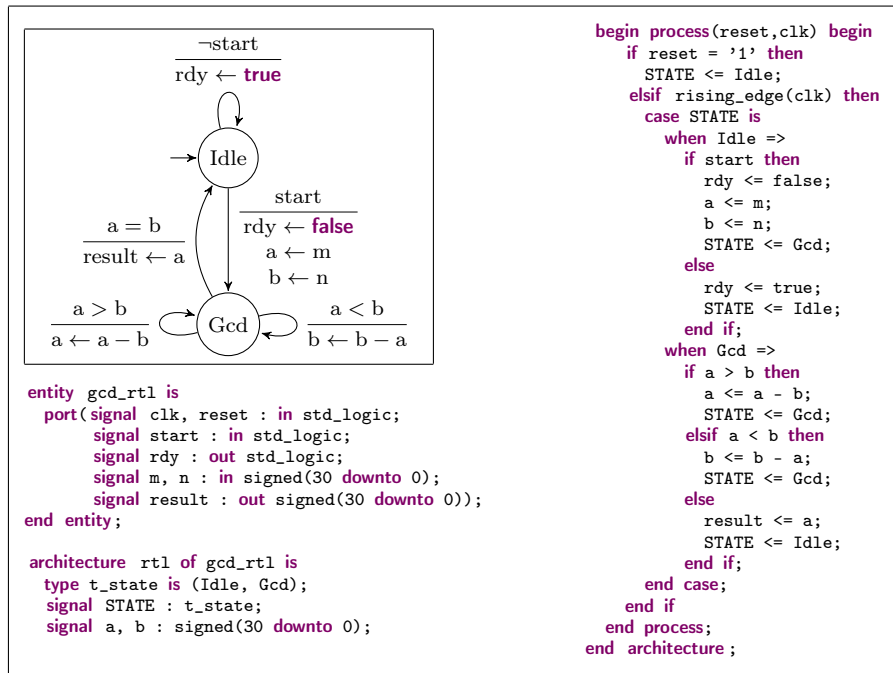 ¬start
rdy ← true
Idle
start
rdy ← false
a ← m
b ← n
a = b
result ← a
a > b
a ← a − b
Gcd
a < b
b ← b − a
entity gcd_rtl is
port(signal clk, reset : in std_logic;
signal start : in std_logic;
signal rdy : out std_logic;
signal m, n : in signed(30 downto 0);
signal result : out signed(30 downto 0));
end entity;
architecture rtl of gcd_rtl is
type t_state is (Idle, Gcd);
signal STATE : t_state;
signal a, b : signed(30 downto 0);
begin process(reset,clk) begin
if reset = '1' then
STATE <= Idle;
elsif rising_edge(clk) then
case STATE is
when Idle =>
if start then
rdy <= false;
a <= m;
b <= n;
STATE <= Gcd;
else
rdy <= true;
STATE <= Idle;
end if;
when Gcd =>
if a > b then
a <= a - b;
STATE <= Gcd;
elsif a < b then
b <= b - a;
STATE <= Gcd;
else
result <= a;
STATE <= Idle;
end if;
end case;
end if
end process;
end architecture;